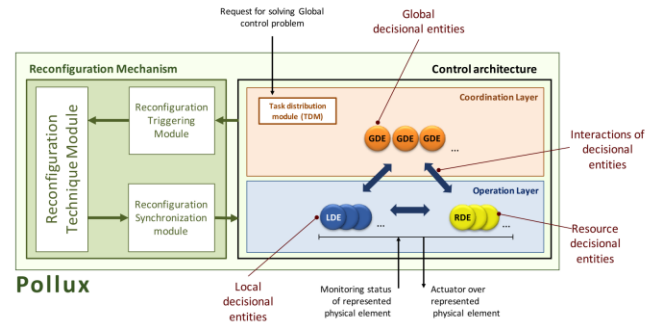 Request for solving Global
control problem
Global
decisional entities
Reconfiguration Mechanism
Control architecture
Reconfiguration
Technique Module
Reconfiguration
Triggering
Module
Reconfiguration
Synchronization
module
Coordination Layer
Task distribution
module (TDM)
GDE
GDE
GDE
...
Interactions of
decisional
entities
Operation Layer
LDE
...
RDE
...
Resource
decisional
entities
Pollux
Local
decisional
entities
Monitoring status
of represented
physical element
Actuator over
represented
physical element